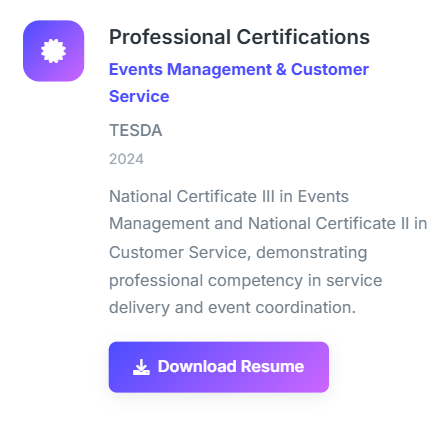 Professional Certifications
Events Management & Customer
Service
TESDA
2024
National Certificate III in Events
Management and National Certificate II in
Customer Service, demonstrating
professional competency in service
delivery and event coordination.
Download Resume